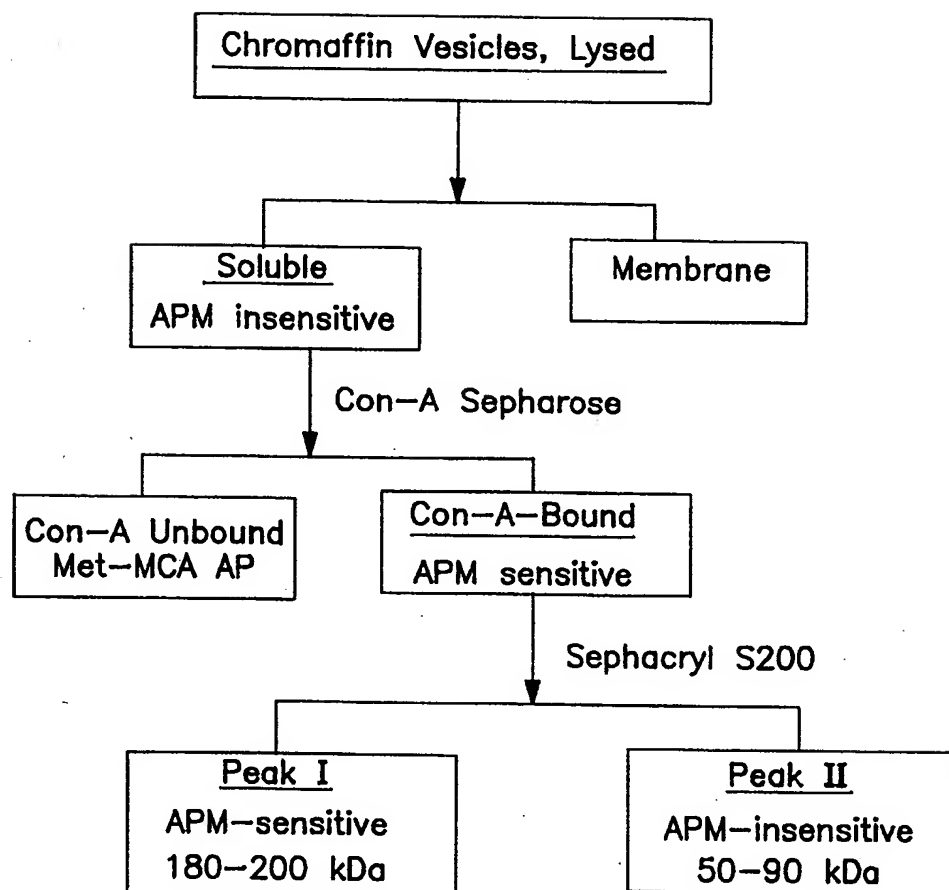 Chromaffin Vesicles, Lysed
Soluble
APM insensitive
Membrane
Con-A Sepharose
Con-A Unbound
Met-MCA AP
Con-A-Bound
APM sensitive
Sephacryl S200
Peak I
APM-sensitive
180-200 kDa
Peak II
APM-insensitive
50-90 kDa